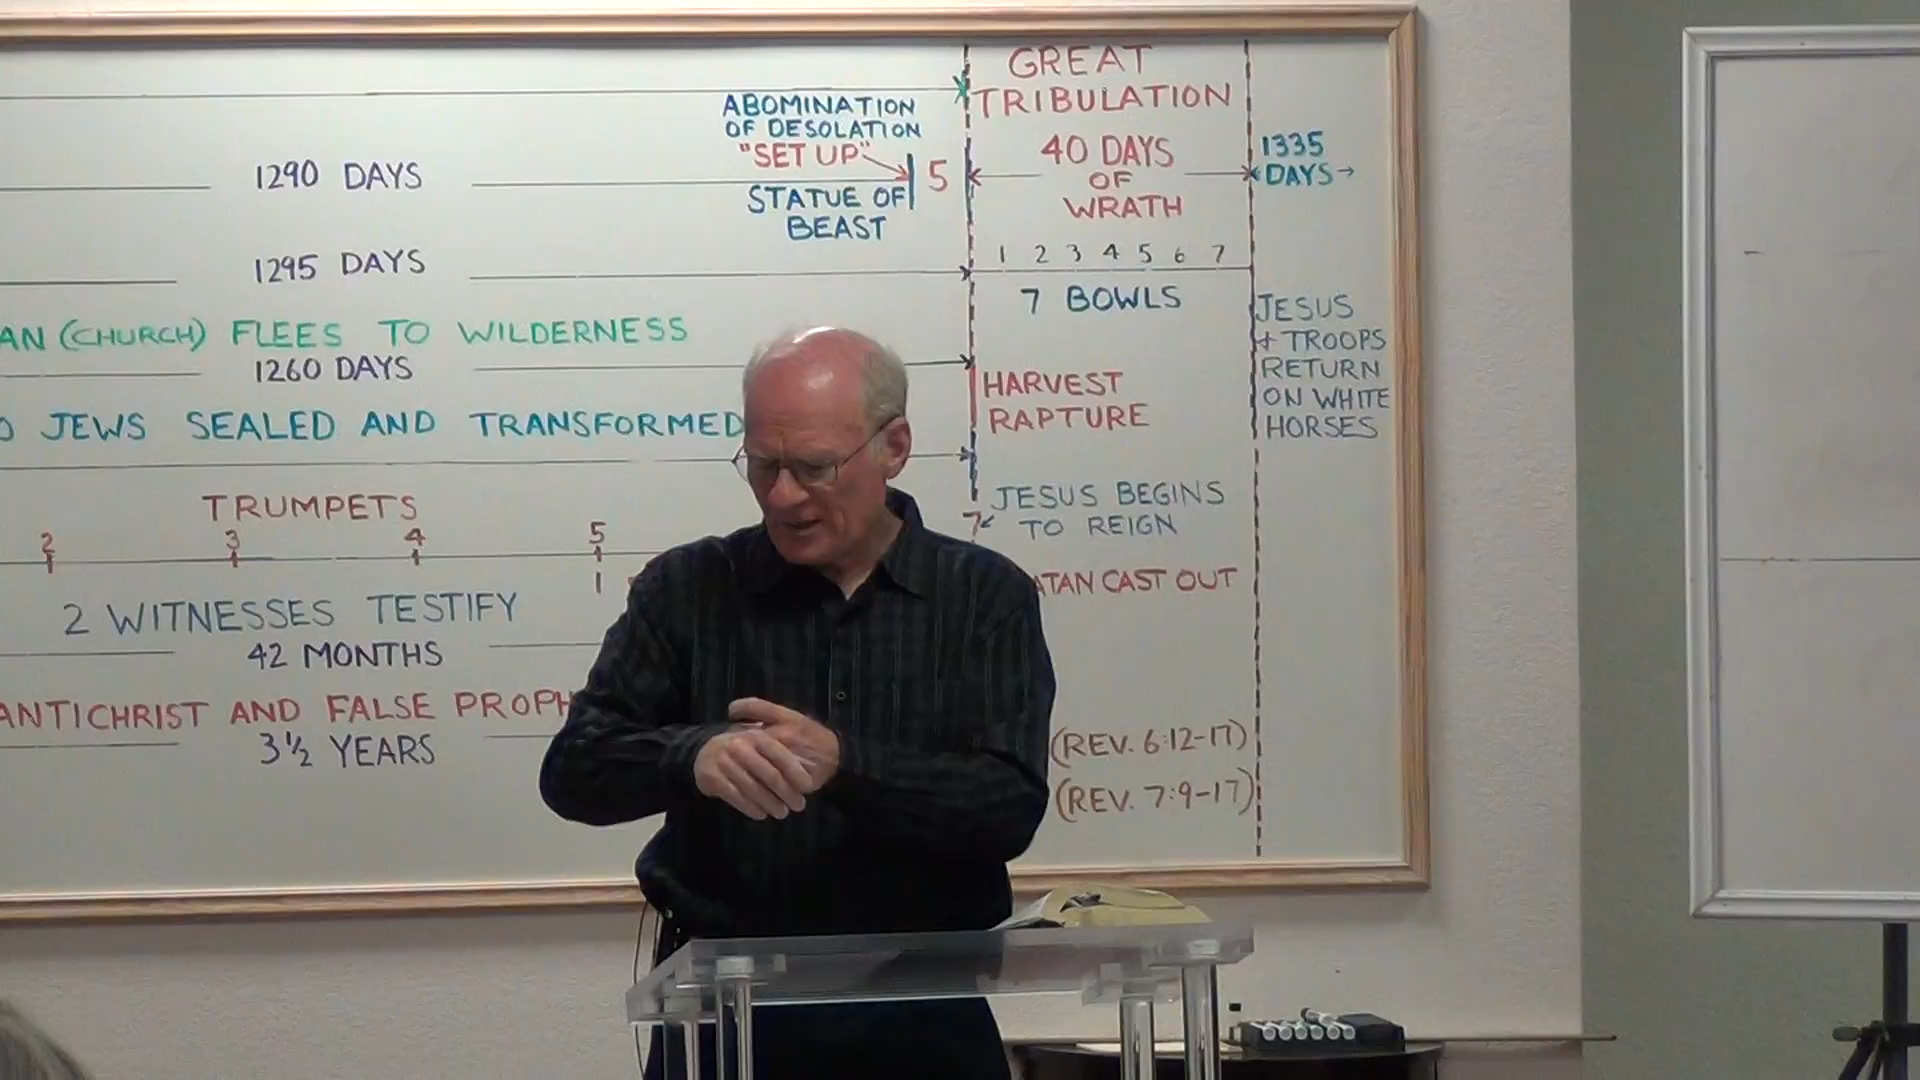 GREAT
TRIBULATION
ABOMINATION
OF DESOLATION
"SET UP"
5
STATUE OF
BEAST
40 DAYS
OF
WRATH
1335
DAYS→
1290 DAYS
1 2 3 4 5 6 7
1295 DAYS
7 BOWLS
JESUS
+ TROOPS
RETURN
ON WHITE
HORSES
AN (CHURCH) FLEES TO WILDERNESS
1260 DAYS
HARVEST
RAPTURE
O JEWS SEALED AND TRANSFORMED
TRUMPETS
2 3 4 5
7
JESUS BEGINS
TO REIGN
1
ATAN CAST OUT
2 WITNESSES TESTIFY
42 MONTHS
ANTICHRIST AND FALSE PROPH
3½ YEARS
(REV. 6:12-17)
(REV. 7:9-17)